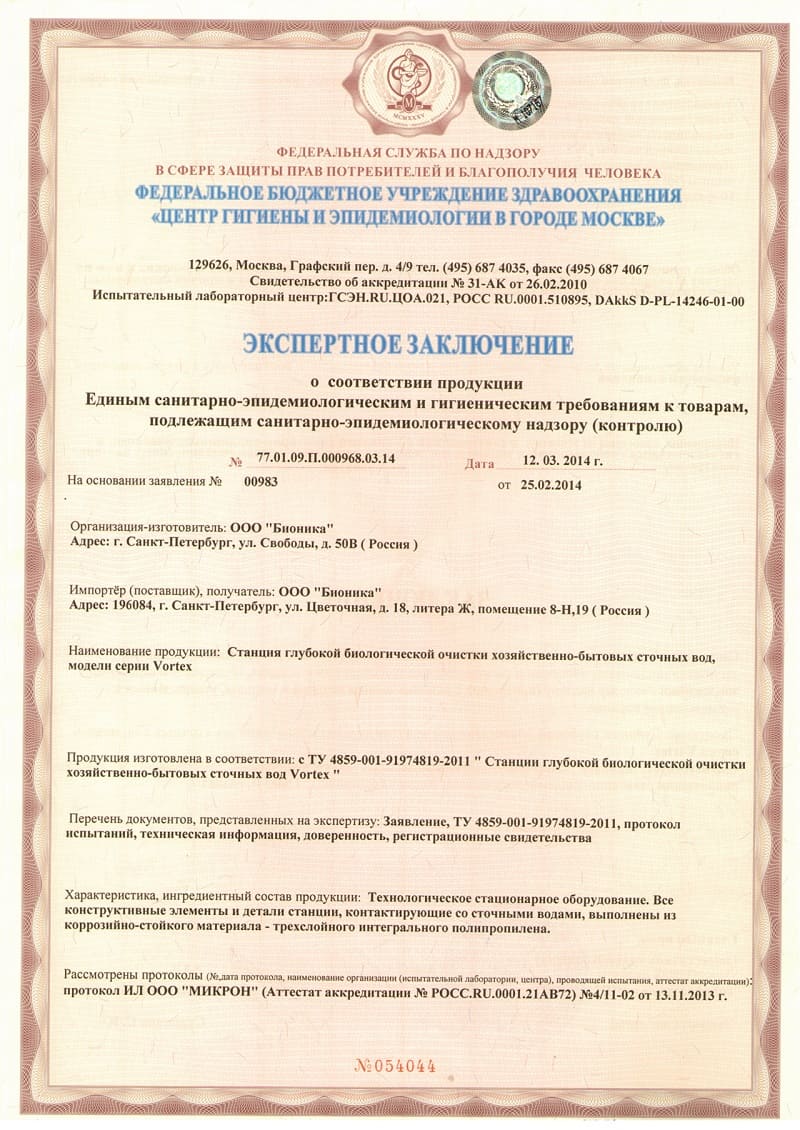 МСМХХХV
ФЕДЕРАЛЬНАЯ СЛУЖБА ПО НАДЗОРУ
В СФЕРЕ ЗАЩИТЫ ПРАВ ПОТРЕБИТЕЛЕЙ И БЛАГОПОЛУЧИЯ ЧЕЛОВЕКА
ФЕДЕРАЛЬНОЕ БЮДЖЕТНОЕ УЧРЕЖДЕНИЕ ЗДРАВООХРАНЕНИЯ
«ЦЕНТР ГИГИЕНЫ И ЭПИДЕМИОЛОГИИ В ГОРОДЕ МОСКВЕ»
129626, Москва, Графский пер. д. 4/9 тел. (495) 687 4035, факс (495) 687 4067
Свидетельство об аккредитации № 31-АК от 26.02.2010
Испытательный лабораторный центр:ГСЭН.RU.ЦОА.021, РОСС RU.0001.510895, DAkkS D-PL-14246-01-00
ЭКСПЕРТНОЕ ЗАКЛЮЧЕНИЕ
о соответствии продукции
Единым санитарно-эпидемиологическим и гигиеническим требованиям к товарам,
подлежащим санитарно-эпидемиологическому надзору (контролю)
№ 77.01.09.П.000968.03.14 Дата 12. 03. 2014 г.
На основании заявления № 00983 от 25.02.2014
Организация-изготовитель: ООО "Бионика"
Адрес: г. Санкт-Петербург, ул. Свободы, д. 50В ( Россия )
Импортёр (поставщик), получатель: ООО "Бионика"
Адрес: 196084, г. Санкт-Петербург, ул. Цветочная, д. 18, литера Ж, помещение 8-Н,19 ( Россия )
Наименование продукции: Станция глубокой биологической очистки хозяйственно-бытовых сточных вод,
модели серии Vortex
Продукция изготовлена в соответствии: с ТУ 4859-001-91974819-2011 " Станции глубокой биологической очистки
хозяйственно-бытовых сточных вод Vortex "
Перечень документов, представленных на экспертизу: Заявление, ТУ 4859-001-91974819-2011, протокол
испытаний, техническая информация, доверенность, регистрационные свидетельства
Характеристика, ингредиентный состав продукции: Технологическое стационарное оборудование. Все
конструктивные элементы и детали станции, контактирующие со сточными водами, выполнены из
коррозийно-стойкого материала - трехслойного интегрального полипропилена.
Рассмотрены протоколы (№,дата протокола, наименование организации (испытательной лаборатории, центра), проводящей испытания, аттестат аккредитации):
протокол ИЛ ООО "МИКРОН" (Аттестат аккредитации № РОСС.RU.0001.21АВ72) №4/11-02 от 13.11.2013 г.
№054044